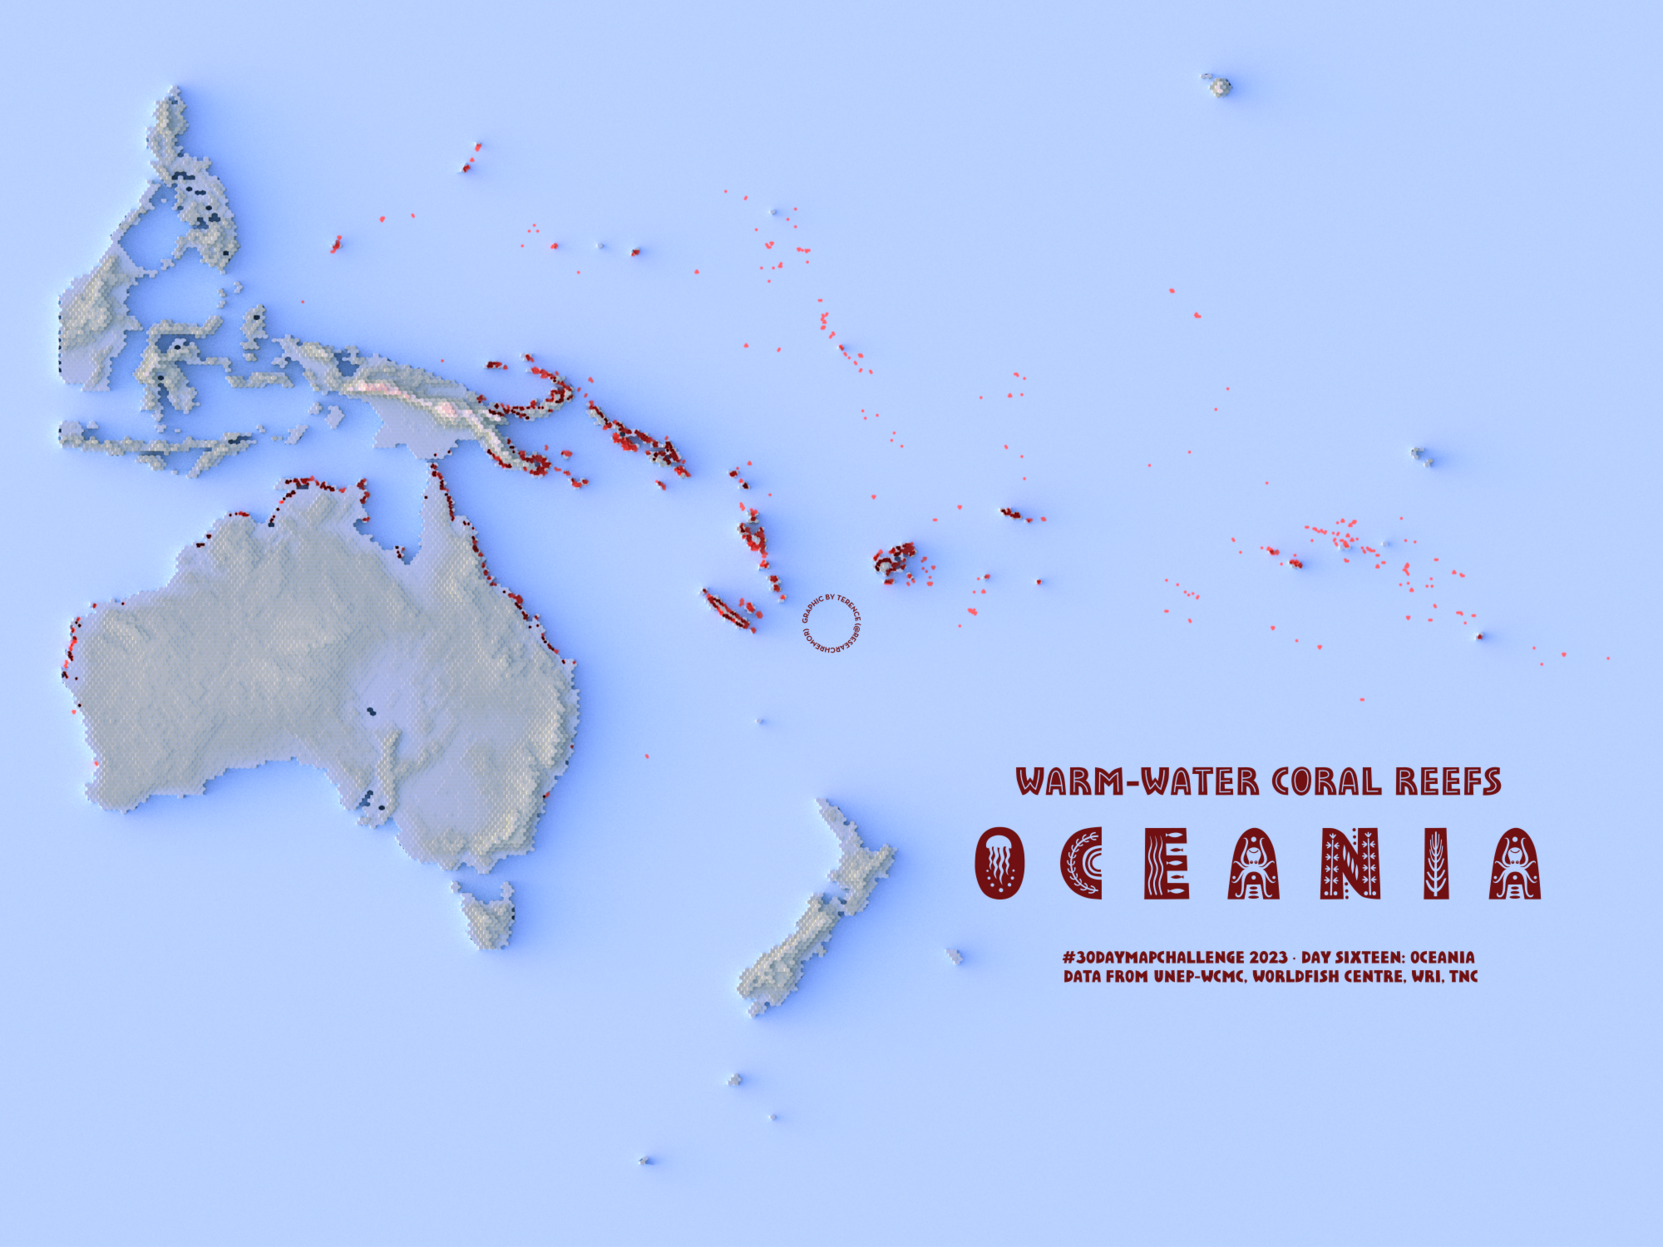 GRAPHIC BY TERENCE (@RESEARCHREMORA)
WARM-WATER CORAL REEFS
OCEANIA
#30DAYMAPCHALLENGE 2023 · DAY SIXTEEN: OCEANIA
DATA FROM UNEP-WCMC, WORLDFISH CENTRE, WRI, TNC